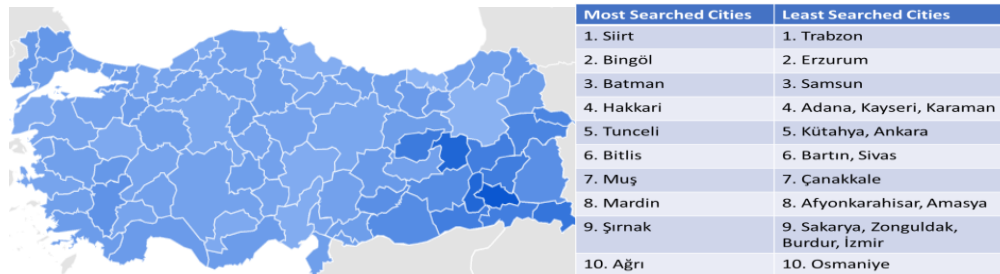 Most Searched Cities Least Searched Cities
1. Siirt 1. Trabzon
2. Bingöl 2. Erzurum
3. Batman 3. Samsun
4. Hakkari 4. Adana, Kayseri, Karaman
5. Tunceli 5. Kütahya, Ankara
6. Bitlis 6. Bartın, Sivas
7. Muş 7. Çanakkale
8. Mardin 8. Afyonkarahisar, Amasya
9. Şırnak 9. Sakarya, Zonguldak,
Burdur, İzmir
10. Ağrı 10. Osmaniye